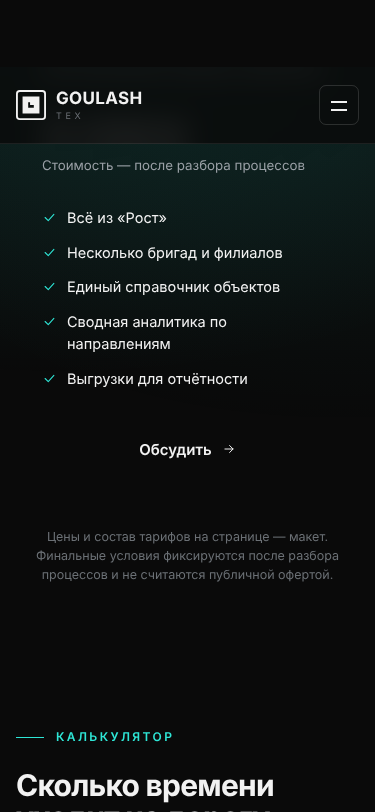 GOULASH
TEX
Стоимость — после разбора процессов
Всё из «Рост»
Несколько бригад и филиалов
Единый справочник объектов
Сводная аналитика по
направлениям
Выгрузки для отчётности
Обсудить
Цены и состав тарифов на странице — макет.
Финальные условия фиксируются после разбора
процессов и не считаются публичной офертой.
КАЛЬКУЛЯТОР
Сколько времени